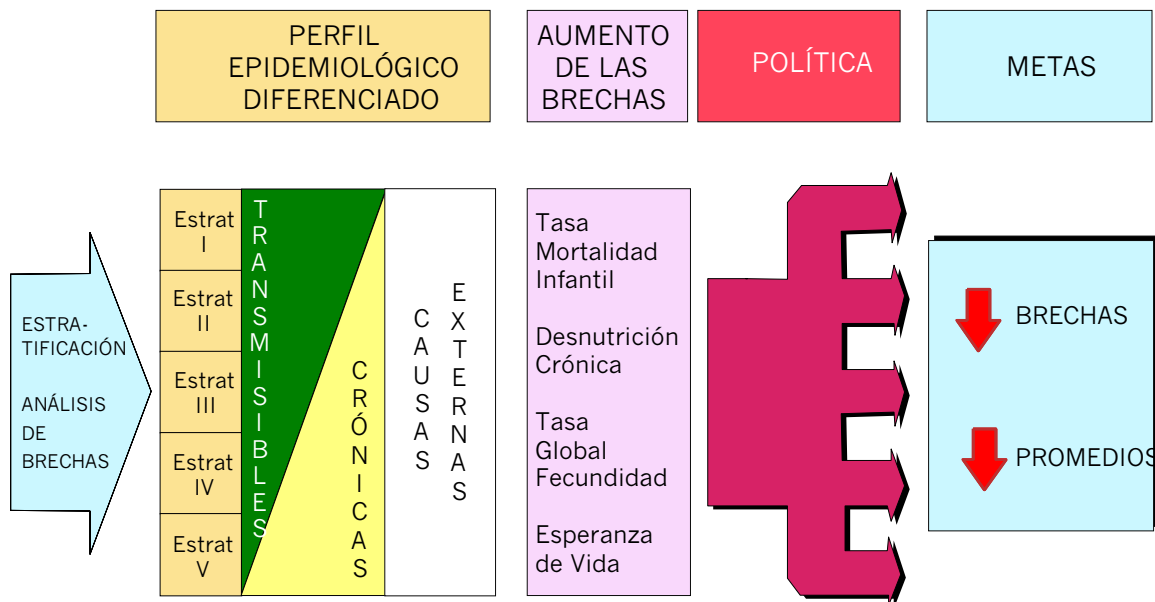 PERFIL
EPIDEMIOLÓGICO
DIFERENCIADO
AUMENTO
DE LAS
BRECHAS
POLÍTICA
METAS
ESTRA-
TIFICACIÓN
ANÁLISIS
DE
BRECHAS
Estrat
I
Estrat
II
Estrat
III
Estrat
IV
Estrat
V
TRANSMISIBLES
CRÓNICAS
CAUSAS
EXTERNAS
Tasa
Mortalidad
Infantil
Desnutrición
Crónica
Tasa
Global
Fecundidad
Esperanza
de Vida
BRECHAS
PROMEDIOS